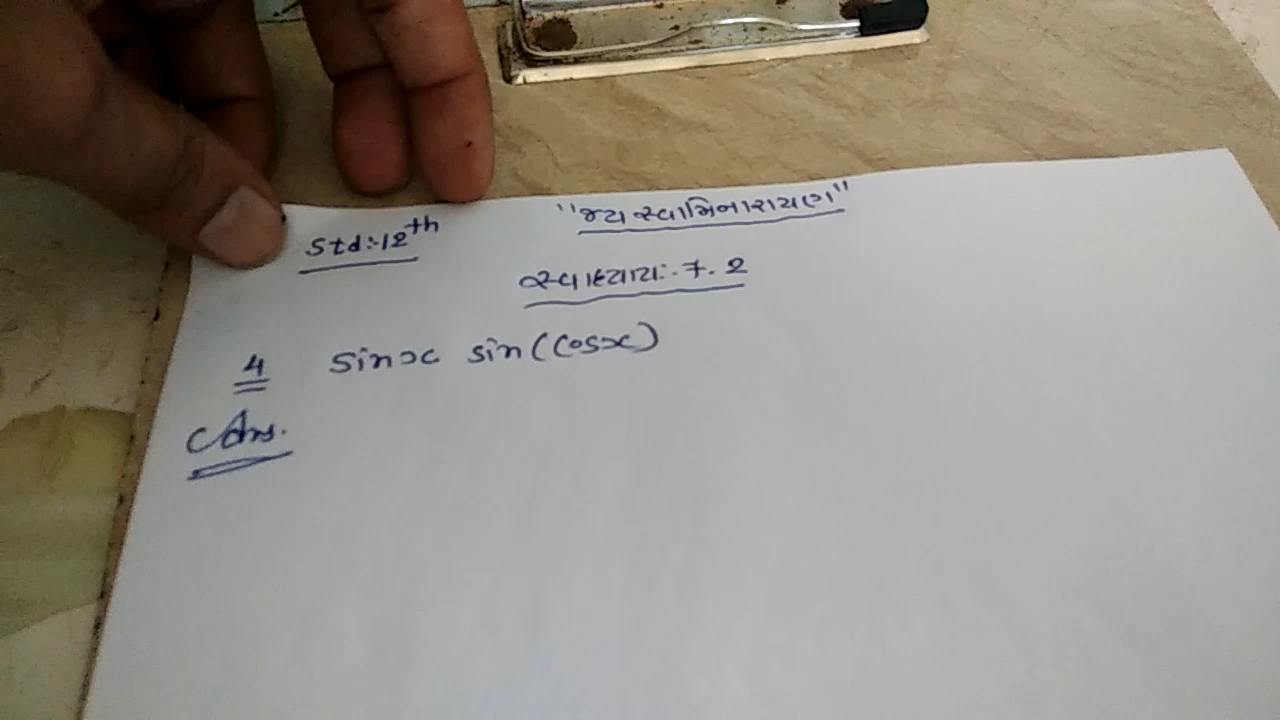 "જય સ્વામિનારાયણ"
Std:-12th
સ્વાધ્યાય:- 7.2
4 sinx sin(cosx)
Ans.